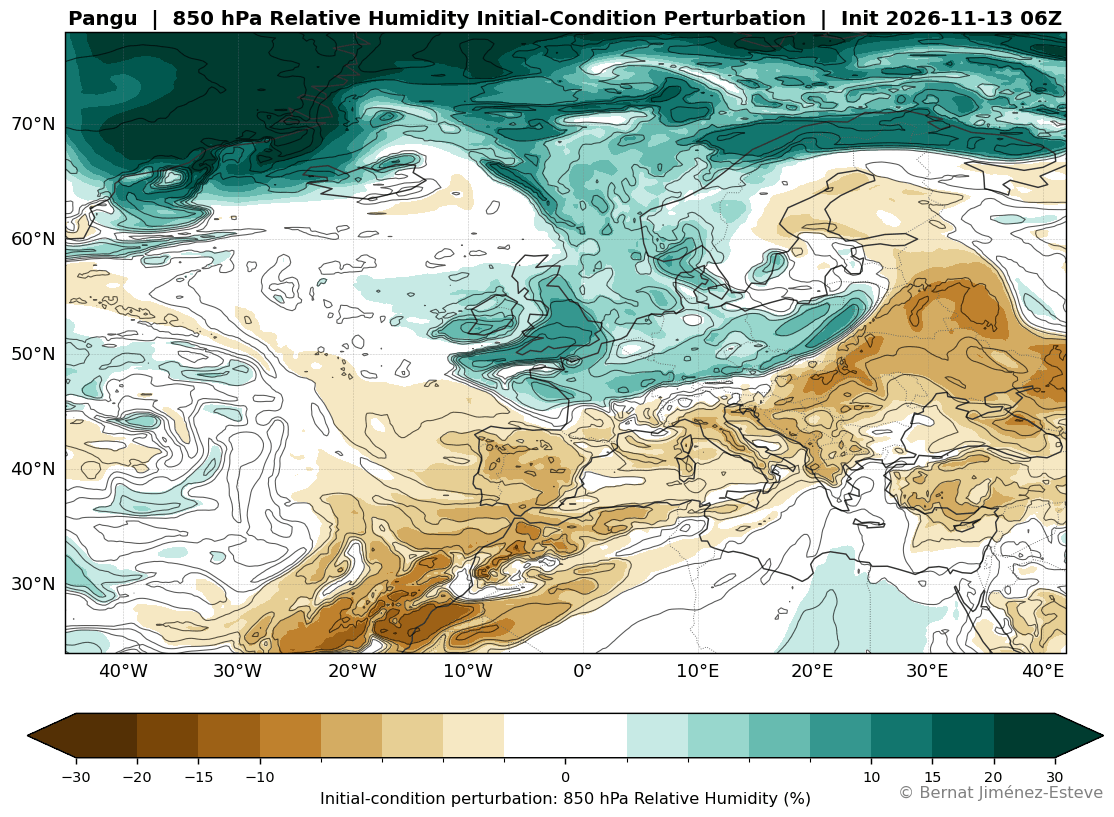 Pangu | 850 hPa Relative Humidity Initial-Condition Perturbation | Init 2026-11-13 06Z
70°N
60°N
50°N
40°N
30°N
40°W 30°W 20°W 10°W 0° 10°E 20°E 30°E 40°E
−30 −20 −15 −10 0 10 15 20 30
Initial-condition perturbation: 850 hPa Relative Humidity (%)
© Bernat Jiménez-Esteve